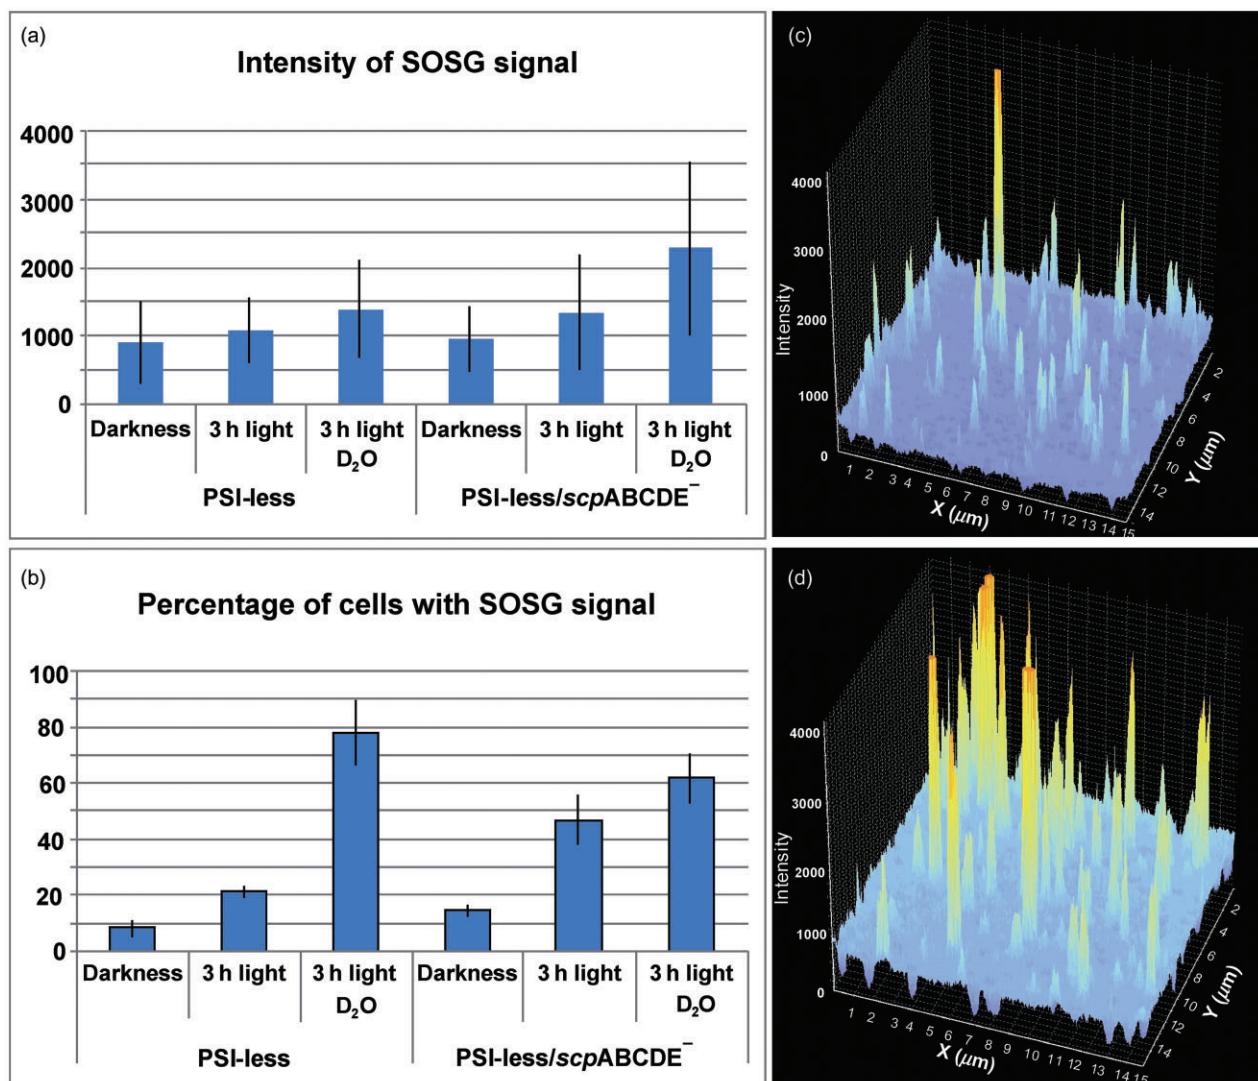 (a)
Intensity of SOSG signal
4000
3000
2000
1000
0
Darkness 3 h light 3 h light Darkness 3 h light 3 h light
D₂O D₂O
PSI-less PSI-less/scpABCDE⁻
(b)
Percentage of cells with SOSG signal
100
80
60
40
20
0
Darkness 3 h light 3 h light Darkness 3 h light 3 h light
D₂O D₂O
PSI-less PSI-less/scpABCDE⁻
(c)
4000
3000
2000
1000
0
Intensity
1 2 3 4 5 6 7 8 9 10 11 12 13 14 15
X (μm)
2
4
6
8
10
12
14
Y (μm)
(d)
4000
3000
2000
1000
0
Intensity
1 2 3 4 5 6 7 8 9 10 11 12 13 14 15
X (μm)
2
4
6
8
10
12
14
Y (μm)